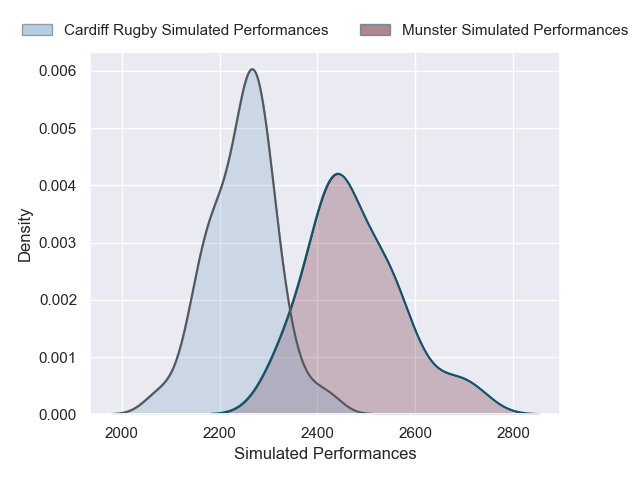 Cardiff Rugby Simulated Performances Munster Simulated Performances
0.006
0.005
0.004
0.003
0.002
0.001
0.000
Density
2000 2200 2400 2600 2800
Simulated Performances